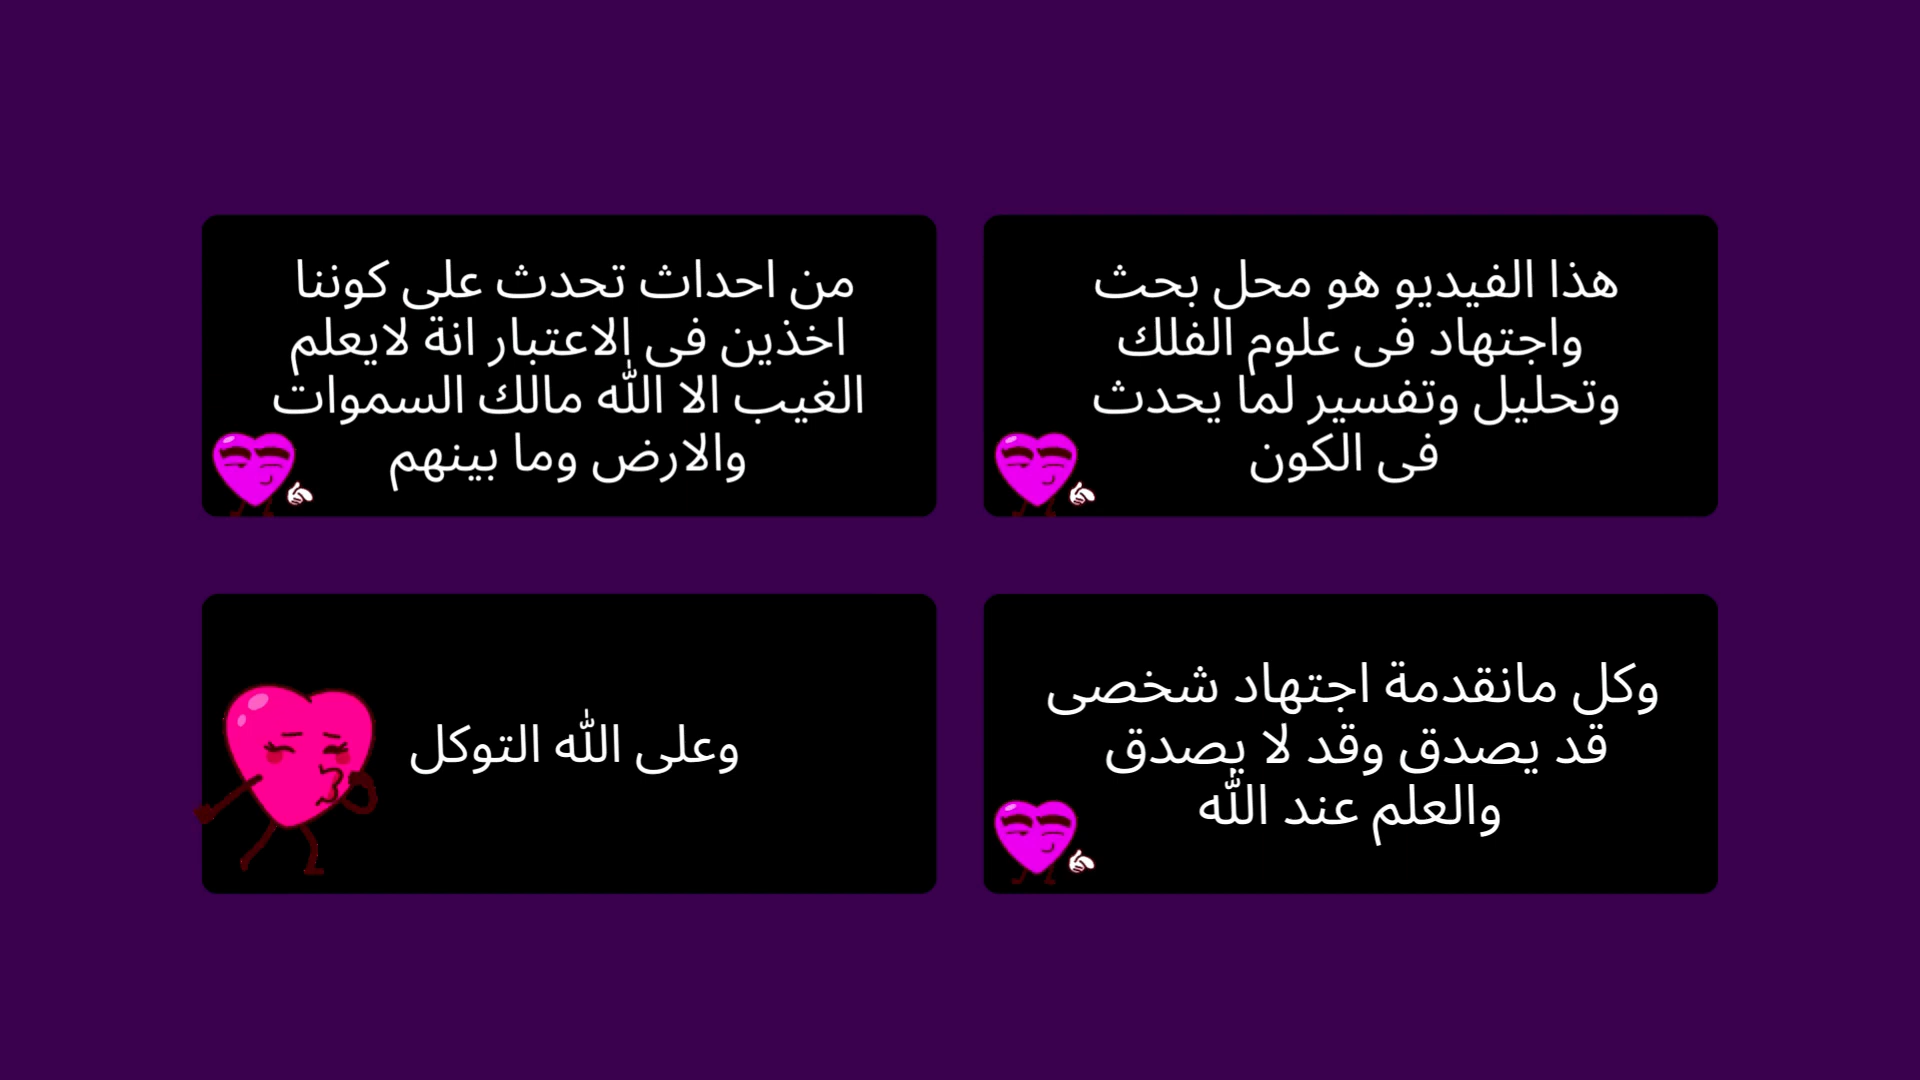 هذا الفيديو هو محل بحث
واجتهاد فى علوم الفلك
وتحليل وتفسير لما يحدث
فى الكون
من احداث تحدث على كوننا
اخذين فى الاعتبار انة لايعلم
الغيب الا الله مالك السموات
والارض وما بينهم
وكل مانقدمة اجتهاد شخصى
قد يصدق وقد لا يصدق
والعلم عند الله
وعلى الله التوكل